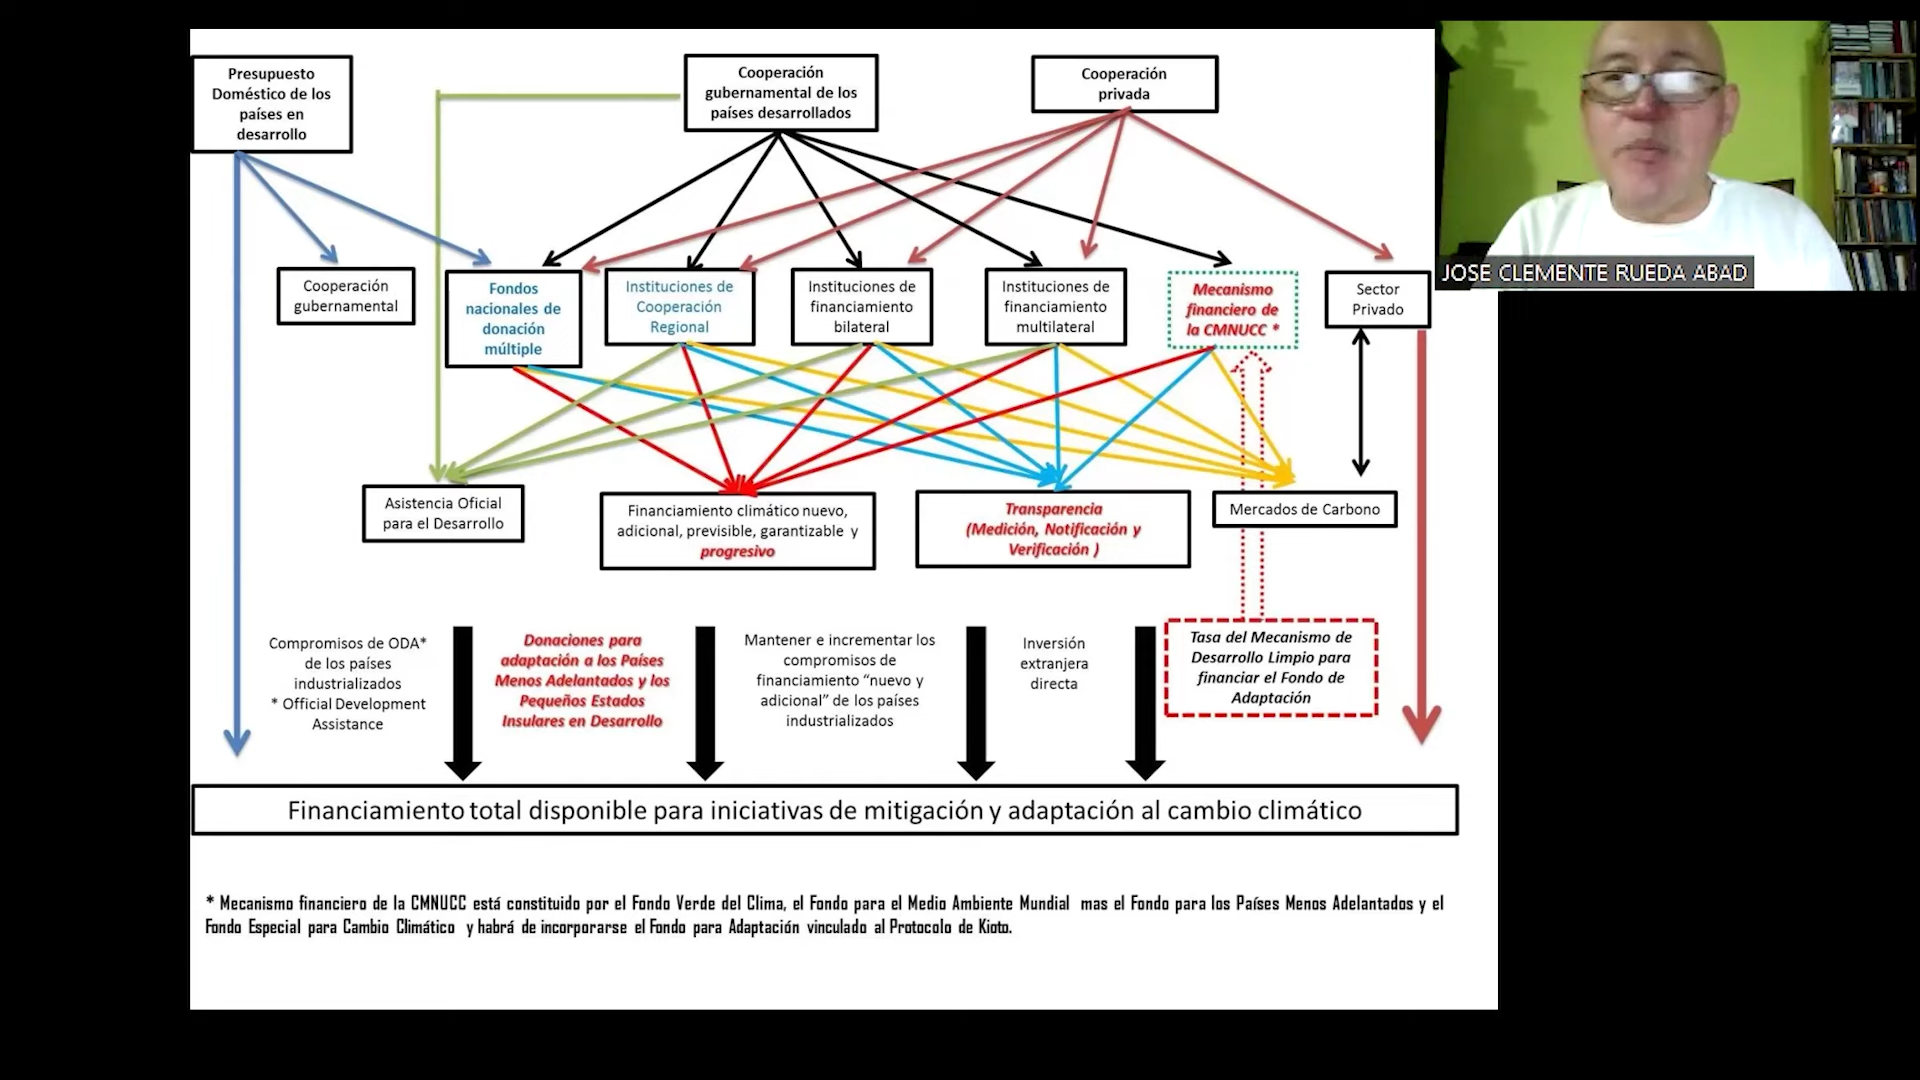 Presupuesto
Doméstico de los
países en
desarrollo
Cooperación
gubernamental de los
países desarrollados
Cooperación
privada
JOSE CLEMENTE RUEDA ABAD
Cooperación
gubernamental
Fondos
nacionales de
donación
múltiple
Instituciones de
Cooperación
Regional
Instituciones de
financiamiento
bilateral
Instituciones de
financiamiento
multilateral
Mecanismo
financiero de
la CMNUCC *
Sector
Privado
Asistencia Oficial
para el Desarrollo
Financiamiento climático nuevo,
adicional, previsible, garantizable y
progresivo
Transparencia
(Medición, Notificación y
Verificación )
Mercados de Carbono
Compromisos de ODA*
de los países
industrializados
* Official Development
Assistance
Donaciones para
adaptación a los Países
Menos Adelantados y los
Pequeños Estados
Insulares en Desarrollo
Mantener e incrementar los
compromisos de
financiamiento “nuevo y
adicional” de los países
industrializados
Inversión
extranjera
directa
Tasa del Mecanismo de
Desarrollo Limpio para
financiar el Fondo de
Adaptación
Financiamiento total disponible para iniciativas de mitigación y adaptación al cambio climático
* Mecanismo financiero de la CMNUCC está constituido por el Fondo Verde del Clima, el Fondo para el Medio Ambiente Mundial mas el Fondo para los Países Menos Adelantados y el
Fondo Especial para Cambio Climático y habrá de incorporarse el Fondo para Adaptación vinculado al Protocolo de Kioto.